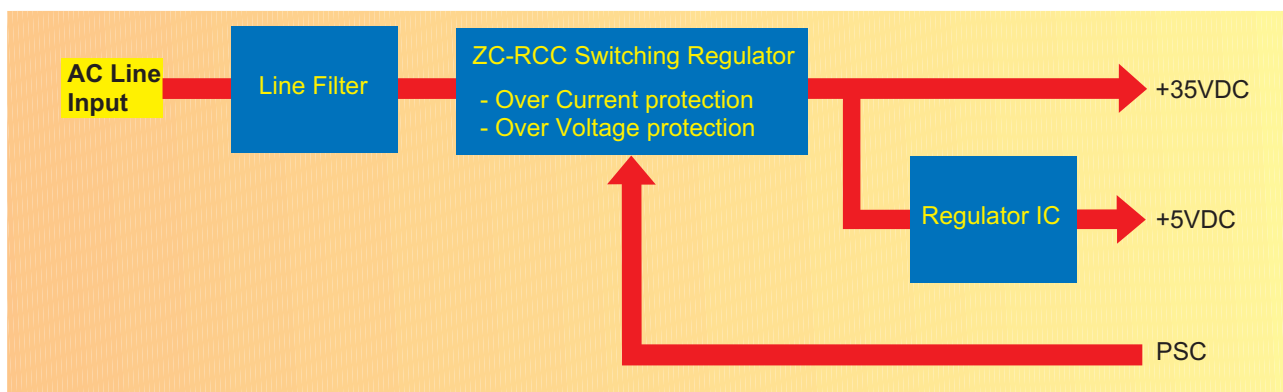 AC Line
Input
Line Filter
ZC-RCC Switching Regulator
- Over Current protection
- Over Voltage protection
+35VDC
Regulator IC
+5VDC
PSC